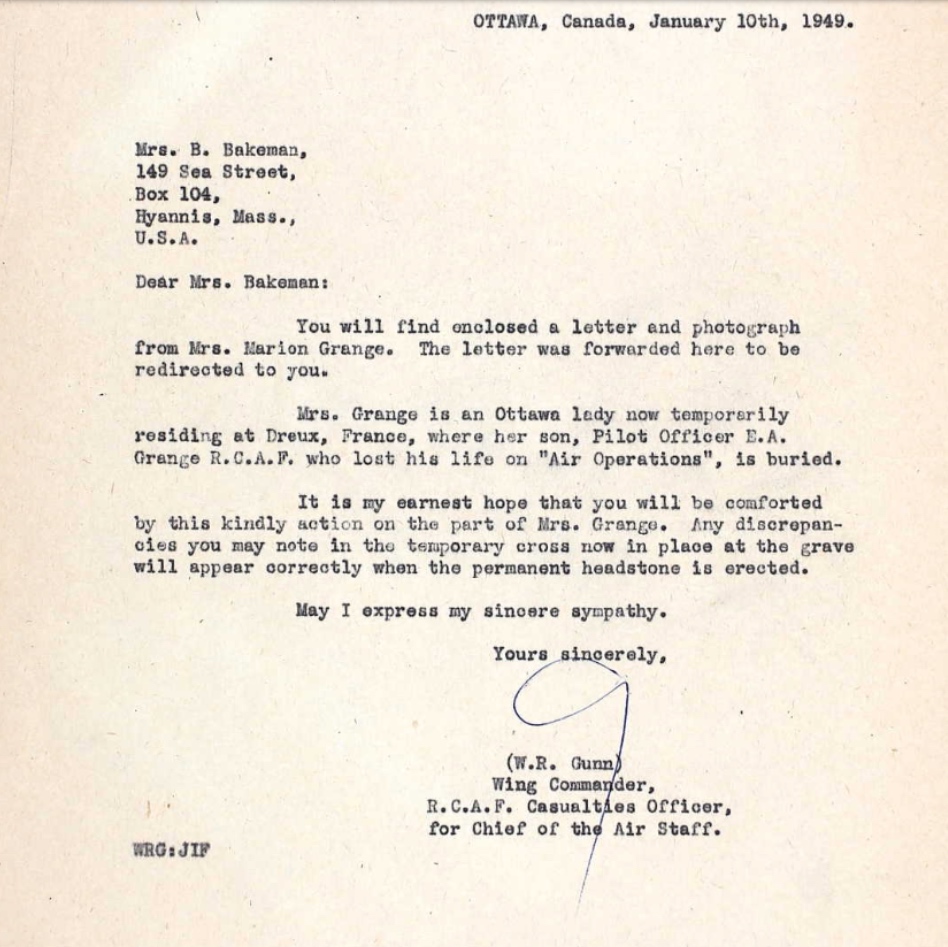 OTTAWA, Canada, January 10th, 1949.
Mrs. B. Bakeman,
149 Sea Street,
Box 104,
Hyannis, Mass.,
U.S.A.
Dear Mrs. Bakeman:
You will find enclosed a letter and photograph
from Mrs. Marion Grange. The letter was forwarded here to be
redirected to you.
Mrs. Grange is an Ottawa lady now temporarily
residing at Dreux, France, where her son, Pilot Officer E.A.
Grange R.C.A.F. who lost his life on "Air Operations", is buried.
It is my earnest hope that you will be comforted
by this kindly action on the part of Mrs. Grange. Any discrepan-
cies you may note in the temporary cross now in place at the grave
will appear correctly when the permanent headstone is erected.
May I express my sincere sympathy.
Yours sincerely,
(W.R. Gunn)
Wing Commander,
R.C.A.F. Casualties Officer,
for Chief of the Air Staff.
WRG:JIF